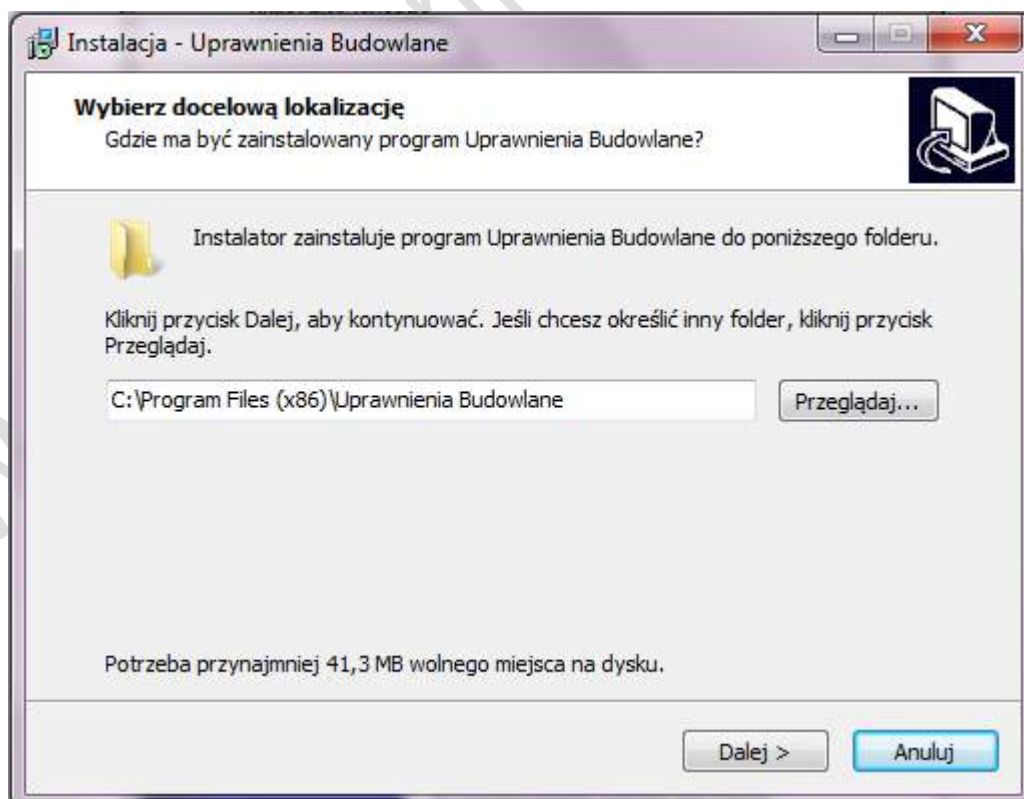 Instalacja - Uprawnienia Budowlane
Wybierz docelową lokalizację
Gdzie ma być zainstalowany program Uprawnienia Budowlane?
Instalator zainstaluje program Uprawnienia Budowlane do poniższego folderu.
Kliknij przycisk Dalej, aby kontynuować. Jeśli chcesz określić inny folder, kliknij przycisk
Przeglądaj.
C:\Program Files (x86)\Uprawnienia Budowlane
Przeglądaj...
Potrzeba przynajmniej 41,3 MB wolnego miejsca na dysku.
Dalej >
Anuluj